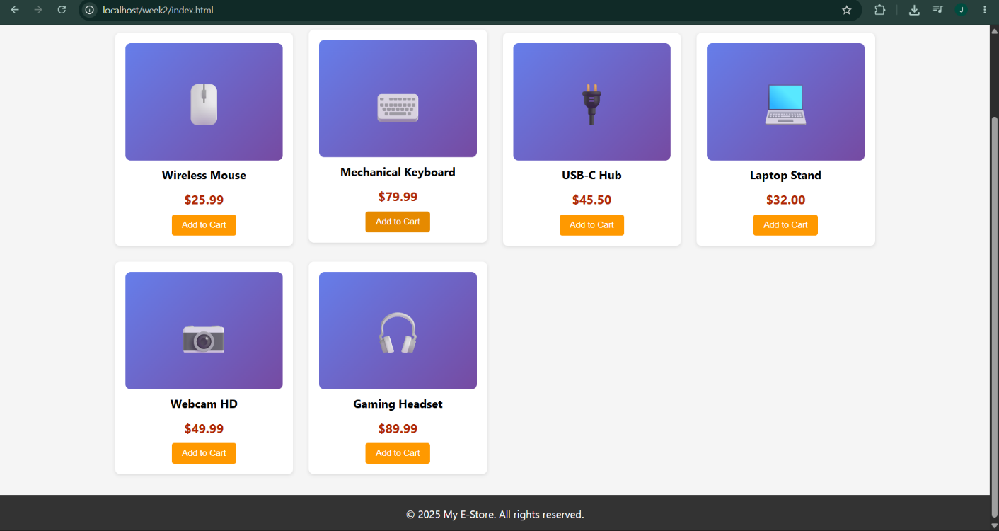 localhost/week2/index.html
J
Wireless Mouse
$25.99
Add to Cart
Mechanical Keyboard
$79.99
Add to Cart
USB-C Hub
$45.50
Add to Cart
Laptop Stand
$32.00
Add to Cart
Webcam HD
$49.99
Add to Cart
Gaming Headset
$89.99
Add to Cart
© 2025 My E-Store. All rights reserved.